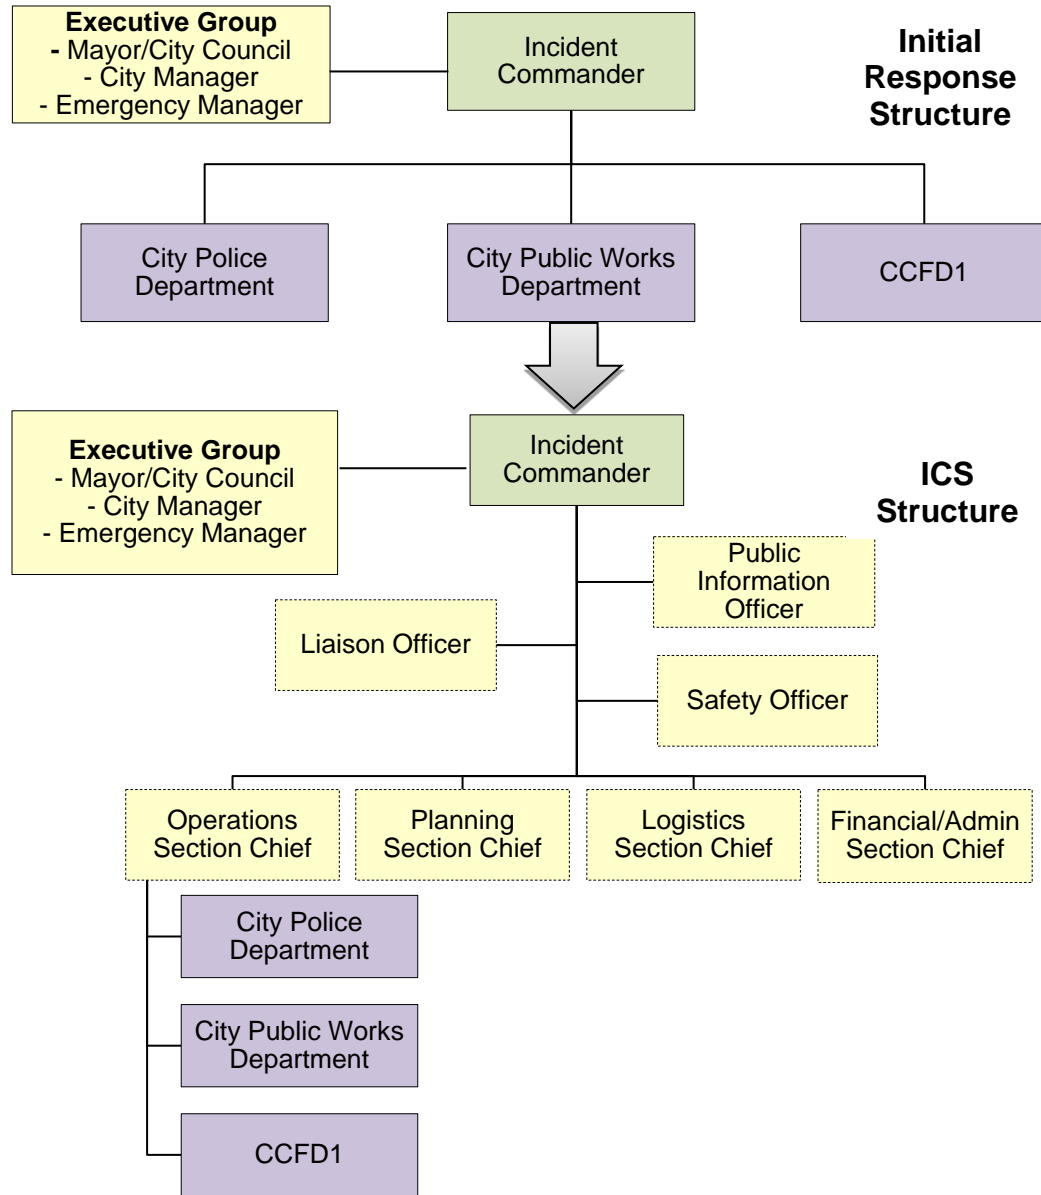 Executive Group
- Mayor/City Council
- City Manager
- Emergency Manager
Incident
Commander
Initial
Response
Structure
City Police
Department
City Public Works
Department
CCFD1
Executive Group
- Mayor/City Council
- City Manager
- Emergency Manager
Incident
Commander
ICS
Structure
Public
Information
Officer
Liaison Officer
Safety Officer
Operations
Section Chief
Planning
Section Chief
Logistics
Section Chief
Financial/Admin
Section Chief
City Police
Department
City Public Works
Department
CCFD1